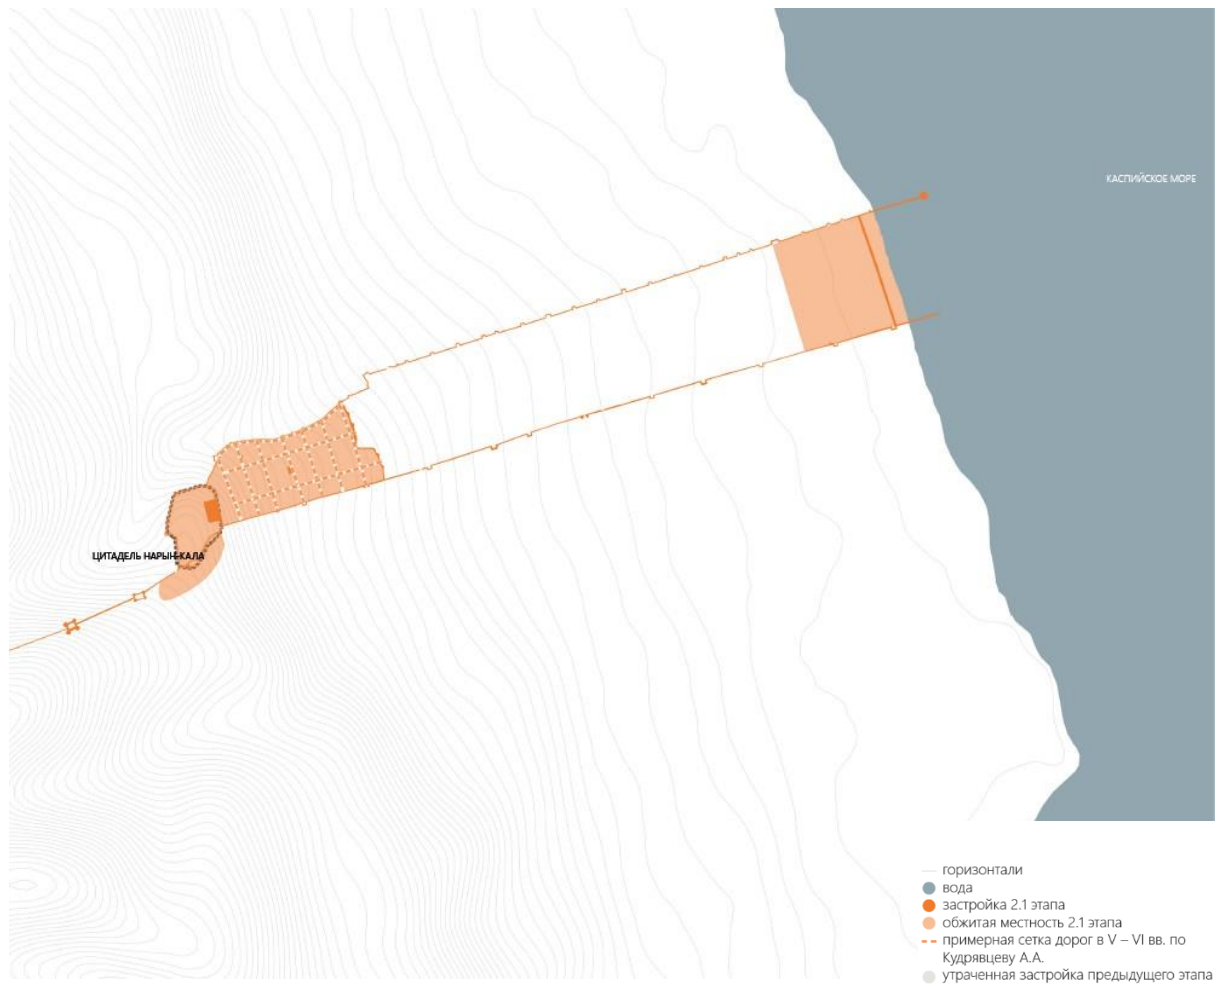 КАСПИЙСКОЕ МОРЕ
ЦИТАДЕЛЬ НАРЫН-КАЛА
горизонтали
вода
застройка 2.1 этапа
обжитая местность 2.1 этапа
примерная сетка дорог в V – VI вв. по
Кудрявцеву А.А.
утраченная застройка предыдущего этапа